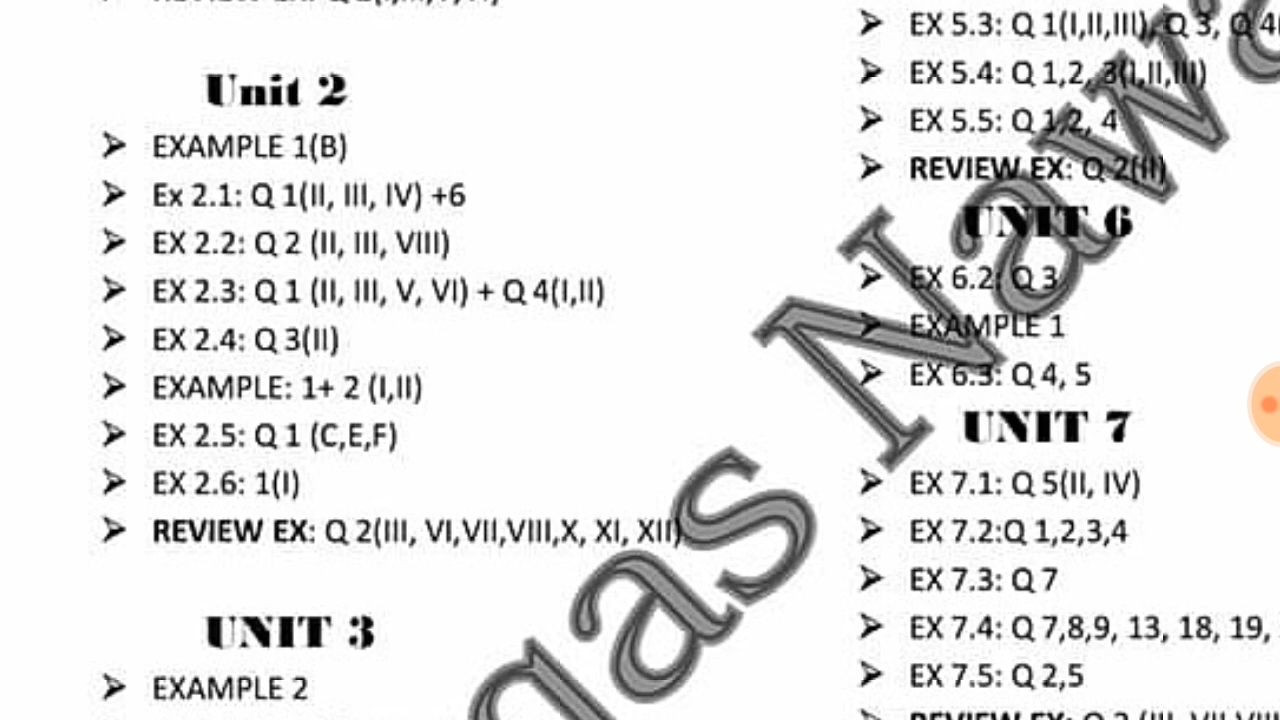 Unit 2
➤ EXAMPLE 1(B)
➤ Ex 2.1: Q 1(II, III, IV) +6
➤ EX 2.2: Q 2 (II, III, VIII)
➤ EX 2.3: Q 1 (II, III, V, VI) + Q 4(I,II)
➤ EX 2.4: Q 3(II)
➤ EXAMPLE: 1+ 2 (I,II)
➤ EX 2.5: Q 1 (C,E,F)
➤ EX 2.6: 1(I)
➤ REVIEW EX: Q 2(III, VI,VII,VIII,X, XI, XII)
UNIT 3
➤ EXAMPLE 2
➤ EX 5.3: Q 1(I,II,III), Q 3, Q 4(
➤ EX 5.4: Q 1,2, 3(I,II,III)
➤ EX 5.5: Q 1,2, 4
➤ REVIEW EX: Q 2(II)
UNIT 6
➤ EX 6.2: Q 3
➤ EXAMPLE 1
➤ EX 6.3: Q 4, 5
UNIT 7
➤ EX 7.1: Q 5(II, IV)
➤ EX 7.2:Q 1,2,3,4
➤ EX 7.3: Q 7
➤ EX 7.4: Q 7,8,9, 13, 18, 19,
➤ EX 7.5: Q 2,5